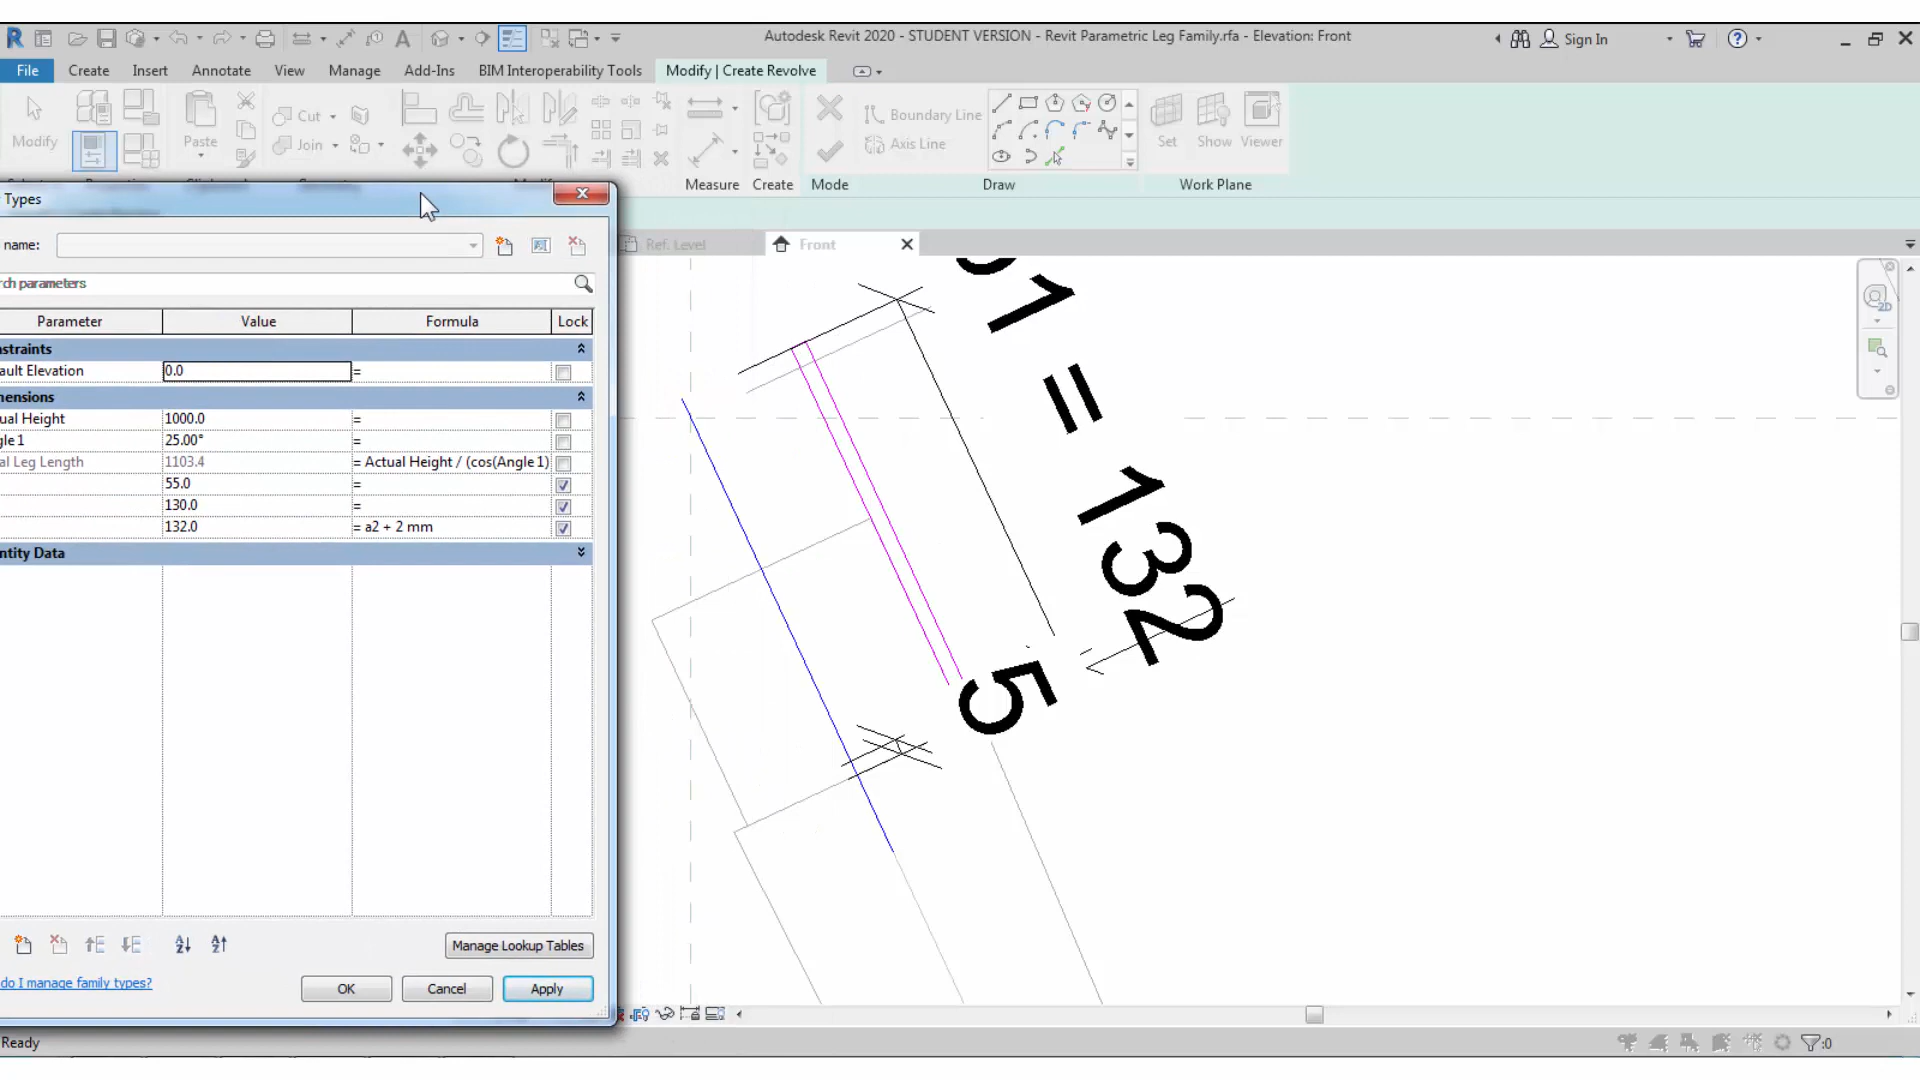 Autodesk Revit 2020 - STUDENT VERSION - Revit Parametric Leg Family.rfa - Elevation: Front
Sign In
File Create Insert Annotate View Manage Add-Ins BIM Interoperability Tools Modify | Create Revolve
Modify
Paste
Cut
Join
Boundary Line
Axis Line
Set Show Viewer
Measure Create Mode Draw Work Plane
Types
name:
Ref. Level
Front
rch parameters
Parameter Value Formula Lock
straints
ault Elevation 0.0 =
mensions
ual Height 1000.0 =
gle 1 25.00° =
al Leg Length 1103.4 = Actual Height / (cos(Angle 1)
55.0 =
130.0 =
132.0 = a2 + 2 mm
ntity Data
1 = 132
5
2D
Manage Lookup Tables
do I manage family types?
OK Cancel Apply
Ready
:0